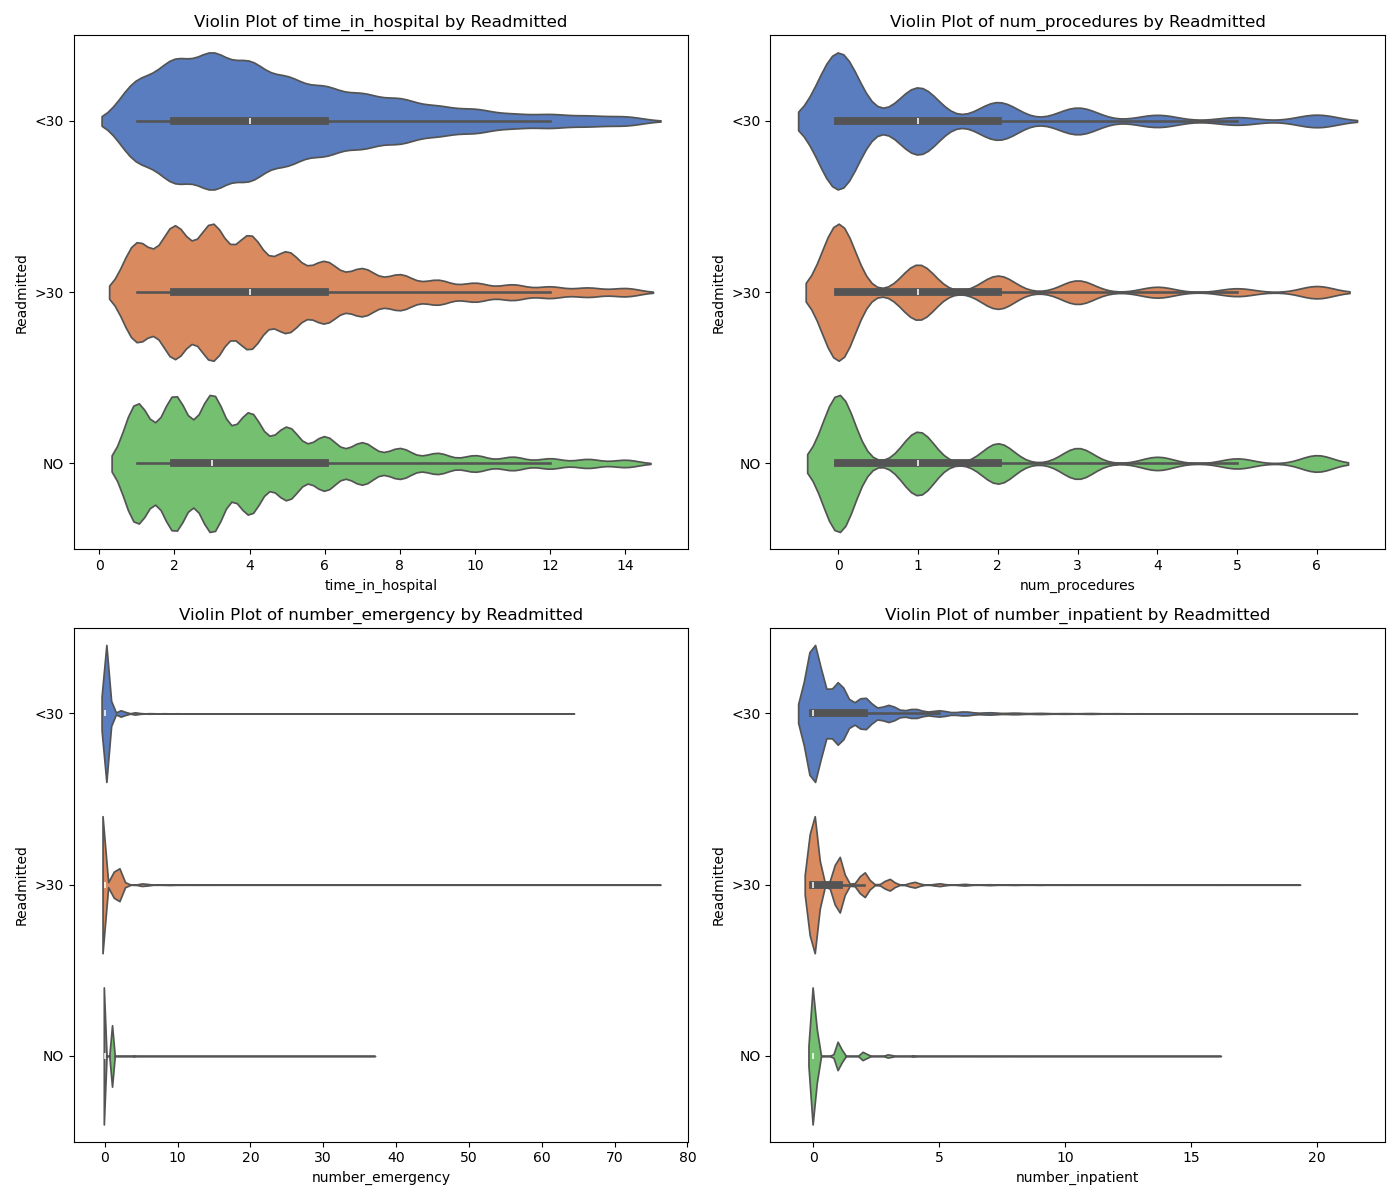 Violin Plot of time_in_hospital by Readmitted
Readmitted
<30
>30
NO
0 2 4 6 8 10 12 14
time_in_hospital
Violin Plot of num_procedures by Readmitted
Readmitted
<30
>30
NO
0 1 2 3 4 5 6
num_procedures
Violin Plot of number_emergency by Readmitted
Readmitted
<30
>30
NO
0 10 20 30 40 50 60 70 80
number_emergency
Violin Plot of number_inpatient by Readmitted
Readmitted
<30
>30
NO
0 5 10 15 20
number_inpatient